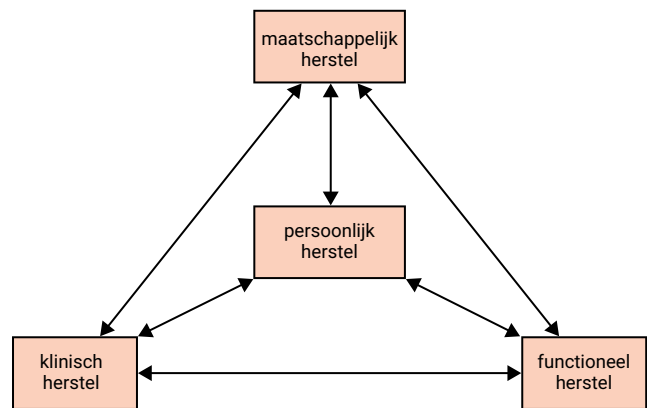 maatschappelijk
herstel
persoonlijk
herstel
klinisch
herstel
functioneel
herstel